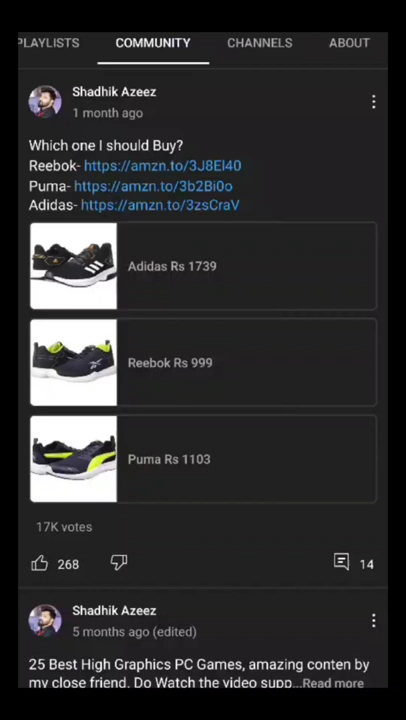 PLAYLISTS COMMUNITY CHANNELS ABOUT
Shadhik Azeez
1 month ago
Which one I should Buy?
Reebok- https://amzn.to/3J8El40
Puma- https://amzn.to/3b2Bi0o
Adidas- https://amzn.to/3zsCraV
Adidas Rs 1739
Reebok Rs 999
Puma Rs 1103
17K votes
268 14
Shadhik Azeez
5 months ago (edited)
25 Best High Graphics PC Games, amazing conten by
my close friend. Do Watch the video supp...Read more